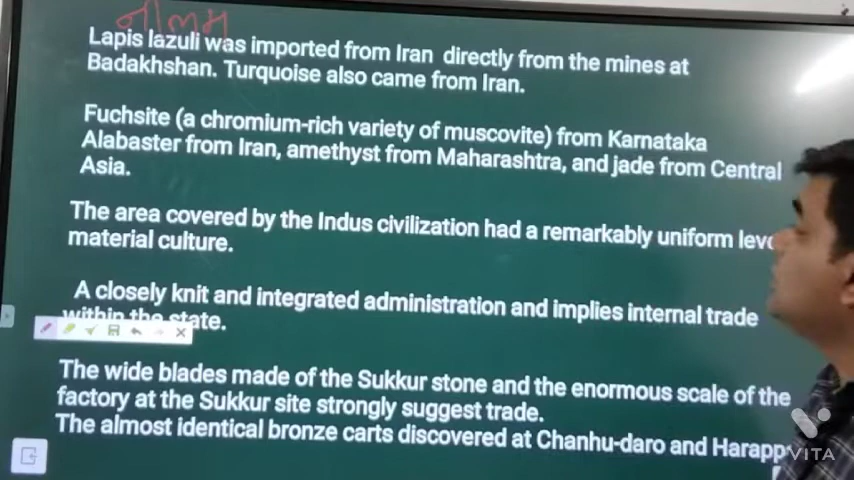 नीलम
Lapis lazuli was imported from Iran directly from the mines at
Badakhshan. Turquoise also came from Iran.
Fuchsite (a chromium-rich variety of muscovite) from Karnataka
Alabaster from Iran, amethyst from Maharashtra, and jade from Central
Asia.
The area covered by the Indus civilization had a remarkably uniform
material culture.
A closely knit and integrated administration and implies internal trade
within the state.
The wide blades made of the Sukkur stone and the enormous scale of the
factory at the Sukkur site strongly suggest trade.
The almost identical bronze carts discovered at Chanhu-daro and
VITA